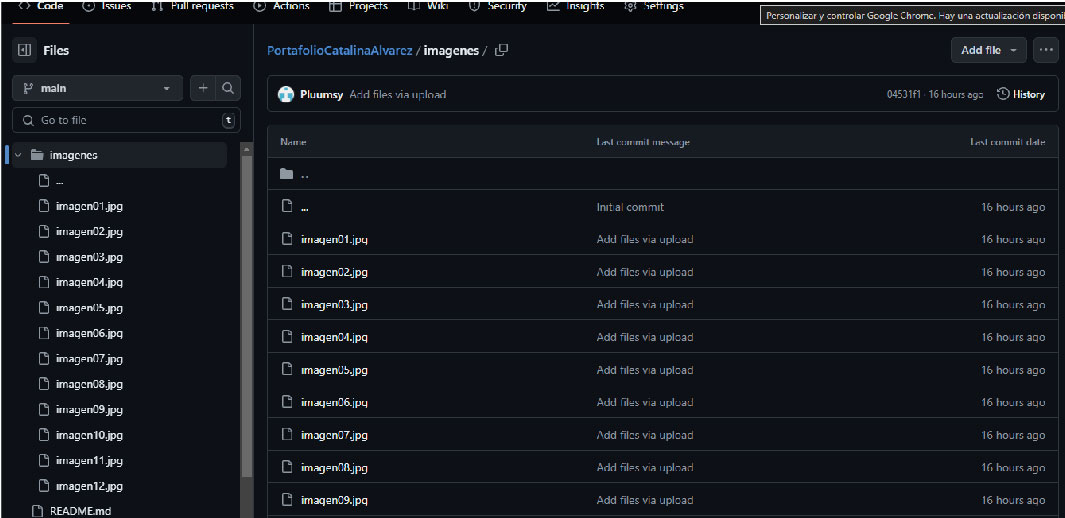 Code Issues Pull requests Actions Projects Wiki Security Insights Settings
Personalizar y controlar Google Chrome. Hay una actualización disponi
Files
main
Go to file t
imagenes
...
imagen01.jpg
imagen02.jpg
imagen03.jpg
imagen04.jpg
imagen05.jpg
imagen06.jpg
imagen07.jpg
imagen08.jpg
imagen09.jpg
imagen10.jpg
imagen11.jpg
imagen12.jpg
README.md
PortafolioCatalinaAlvarez / imagenes /
Add file
Pluumsy Add files via upload 04531f1 · 16 hours ago History
Name Last commit message Last commit date
..
... Initial commit 16 hours ago
imagen01.jpg Add files via upload 16 hours ago
imagen02.jpg Add files via upload 16 hours ago
imagen03.jpg Add files via upload 16 hours ago
imagen04.jpg Add files via upload 16 hours ago
imagen05.jpg Add files via upload 16 hours ago
imagen06.jpg Add files via upload 16 hours ago
imagen07.jpg Add files via upload 16 hours ago
imagen08.jpg Add files via upload 16 hours ago
imagen09.jpg Add files via upload 16 hours ago